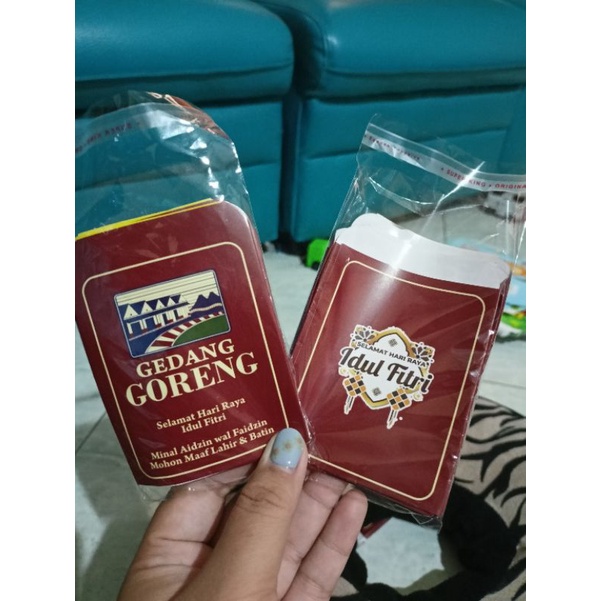 GEDANG
GORENG
Selamat Hari Raya
Idul Fitri
Minal Aidzin wal Faidzin
Mohon Maaf Lahir & Batin
SELAMAT HARI RAYA
Idul Fitri
ORIGINAL